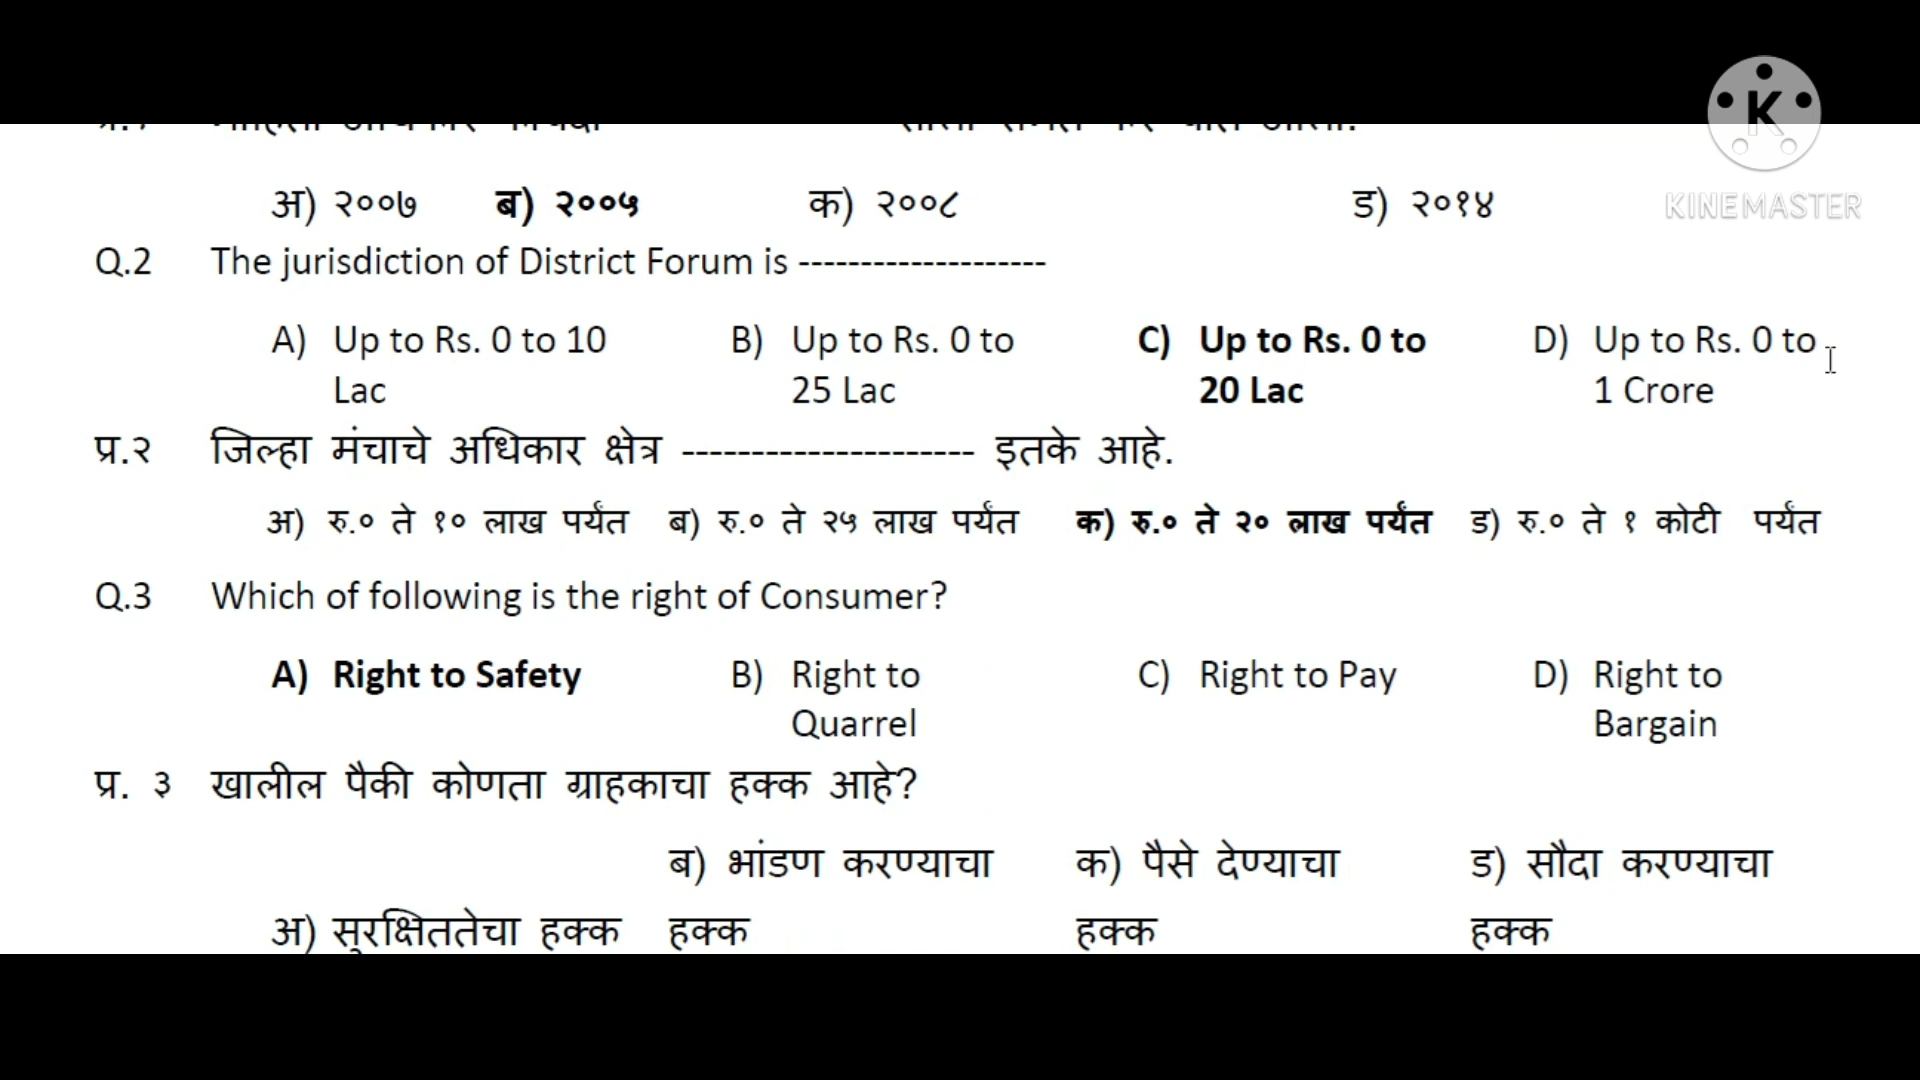 K
KINEMASTER
अ) २००७ ब) २००५ क) २००८ ड) २०१४
Q.2 The jurisdiction of District Forum is --------------------
A) Up to Rs. 0 to 10 Lac B) Up to Rs. 0 to 25 Lac C) Up to Rs. 0 to 20 Lac D) Up to Rs. 0 to 1 Crore
प्र.२ जिल्हा मंचाचे अधिकार क्षेत्र --------------------- इतके आहे.
अ) रु.० ते १० लाख पर्यंत ब) रु.० ते २५ लाख पर्यंत क) रु.० ते २० लाख पर्यंत ड) रु.० ते १ कोटी पर्यंत
Q.3 Which of following is the right of Consumer?
A) Right to Safety B) Right to Quarrel C) Right to Pay D) Right to Bargain
प्र. ३ खालील पैकी कोणता ग्राहकाचा हक्क आहे?
अ) सुरक्षिततेचा हक्क ब) भांडण करण्याचा हक्क क) पैसे देण्याचा हक्क ड) सौदा करण्याचा हक्क